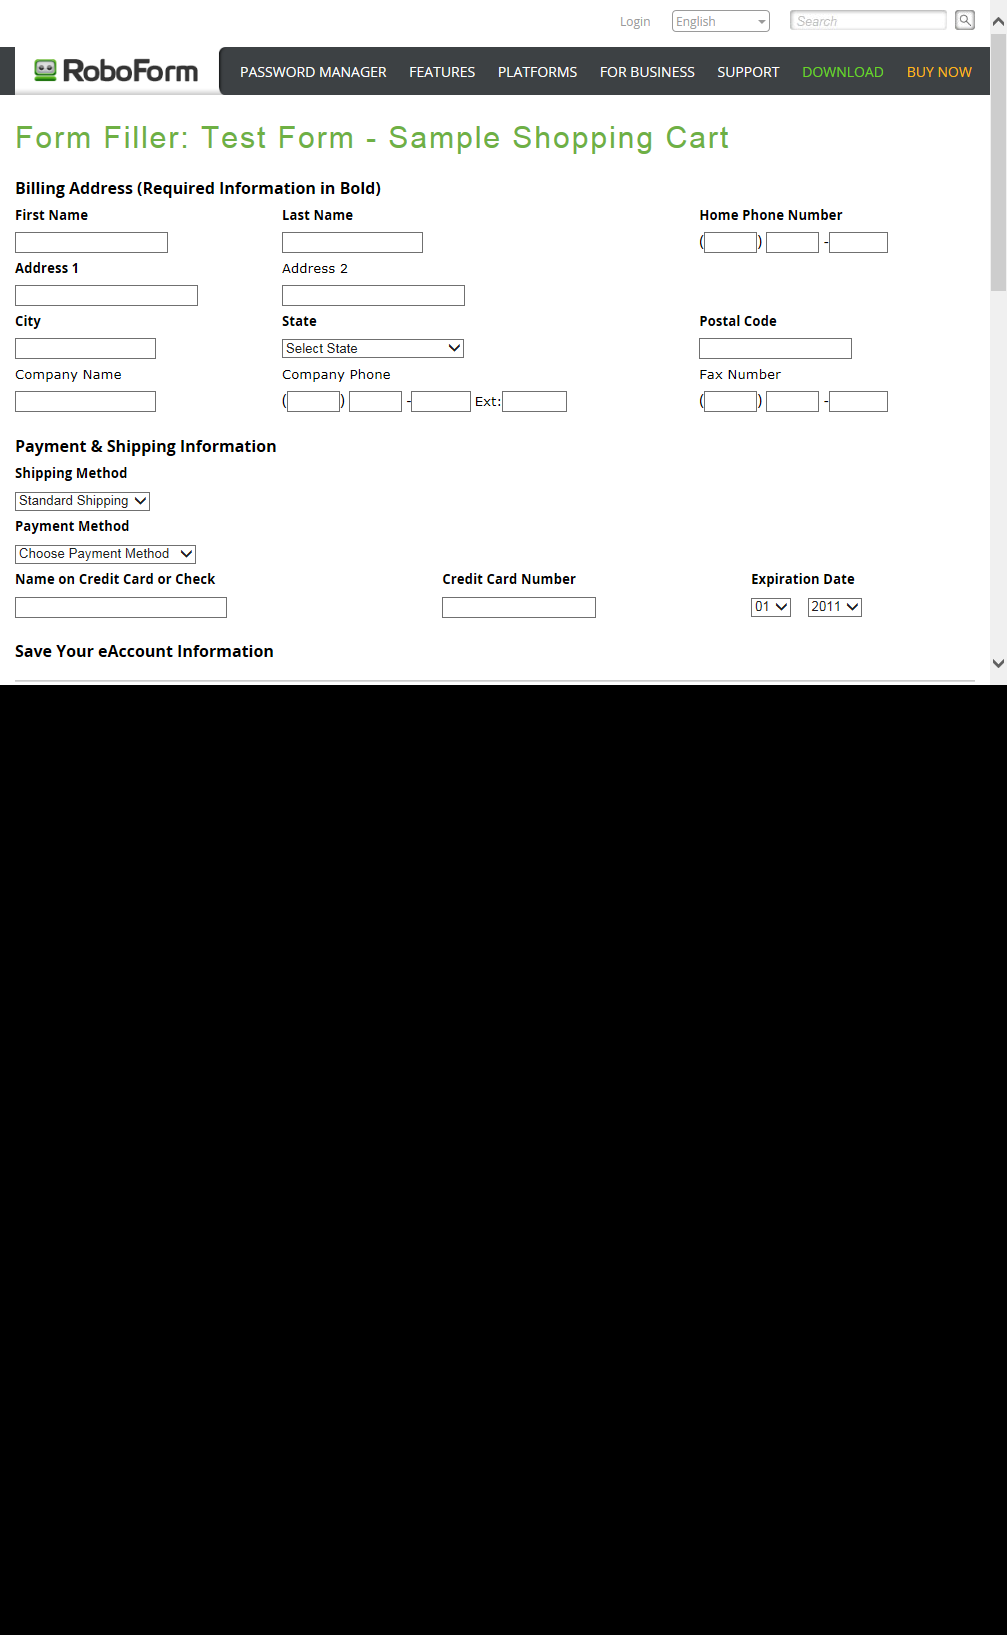 Login English Search
RoboForm PASSWORD MANAGER FEATURES PLATFORMS FOR BUSINESS SUPPORT DOWNLOAD BUY NOW
Form Filler: Test Form - Sample Shopping Cart
Billing Address (Required Information in Bold)
First Name Last Name Home Phone Number
( ) -
Address 1 Address 2
City State Postal Code
Select State
Company Name Company Phone Fax Number
( ) - Ext: ( ) -
Payment & Shipping Information
Shipping Method
Standard Shipping
Payment Method
Choose Payment Method
Name on Credit Card or Check Credit Card Number Expiration Date
01 2011
Save Your eAccount Information